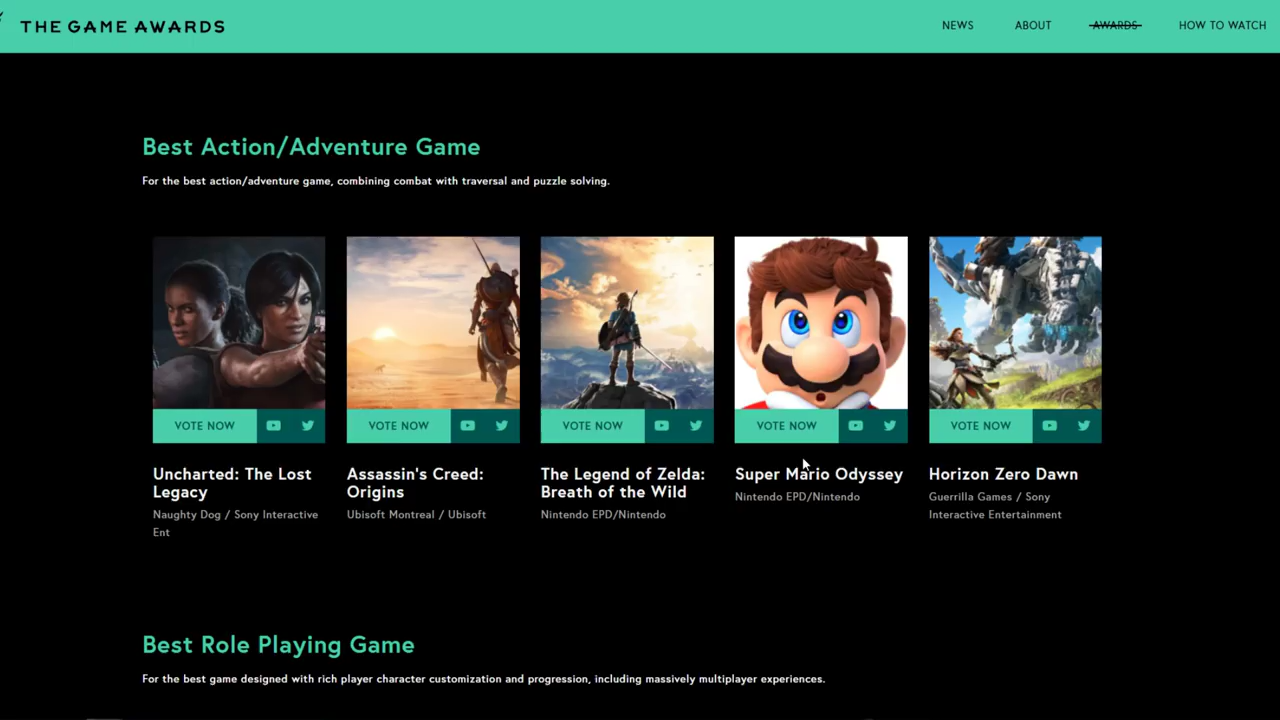 THE GAME AWARDS
NEWS
ABOUT
AWARDS
HOW TO WATCH
Best Action/Adventure Game
For the best action/adventure game, combining combat with traversal and puzzle solving.
VOTE NOW
VOTE NOW
VOTE NOW
VOTE NOW
VOTE NOW
Uncharted: The Lost
Legacy
Naughty Dog / Sony Interactive
Ent
Assassin's Creed:
Origins
Ubisoft Montreal / Ubisoft
The Legend of Zelda:
Breath of the Wild
Nintendo EPD/Nintendo
Super Mario Odyssey
Nintendo EPD/Nintendo
Horizon Zero Dawn
Guerrilla Games / Sony
Interactive Entertainment
Best Role Playing Game
For the best game designed with rich player character customization and progression, including massively multiplayer experiences.